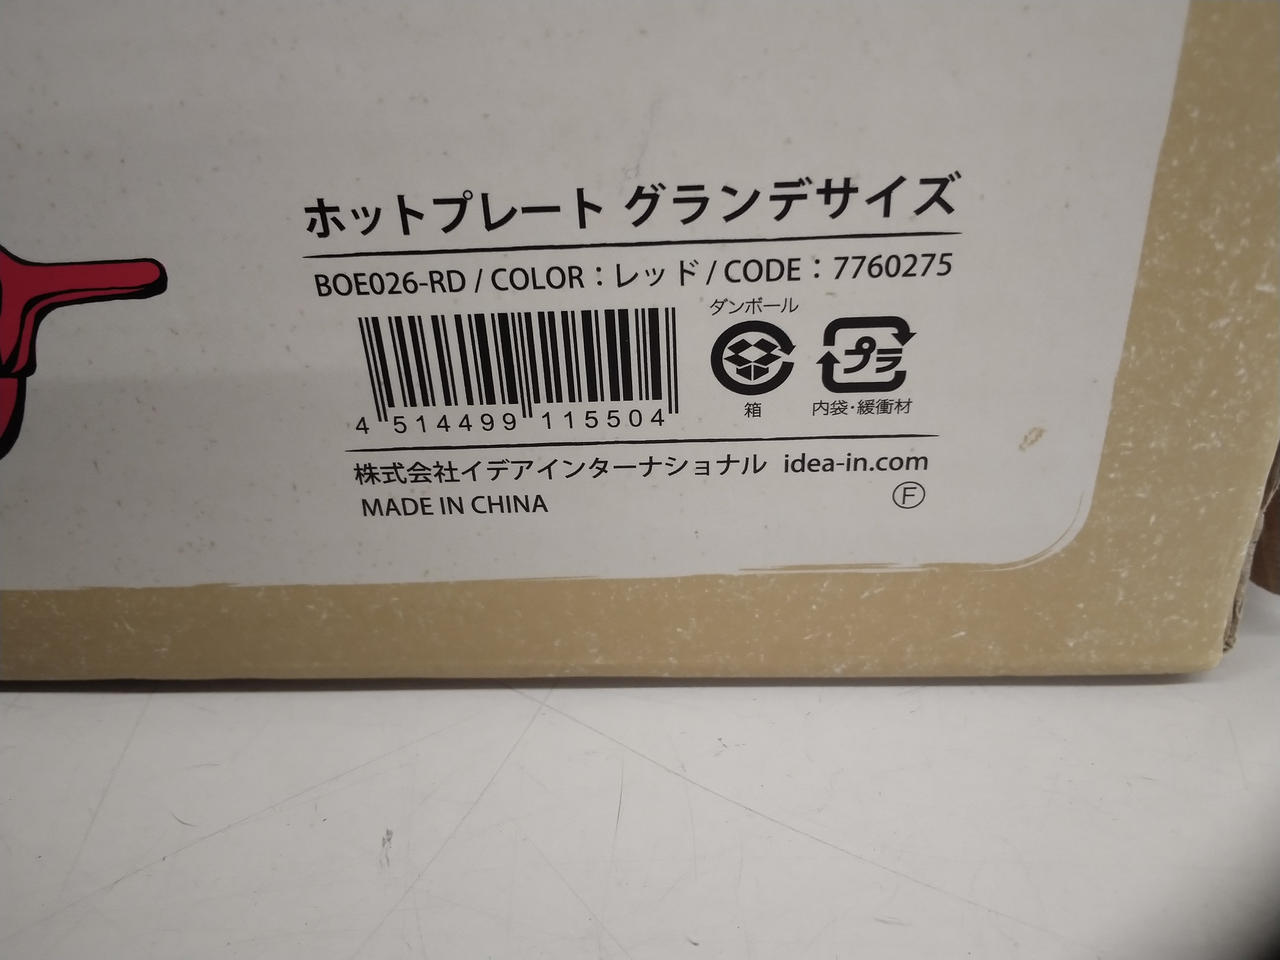 ホットプレート グランデサイズ
BOE026-RD / COLOR：レッド / CODE：7760275
ダンボール
プラ
箱
内袋・緩衝材
4 514499 115504
株式会社イデアインターナショナル idea-in.com
MADE IN CHINA
F